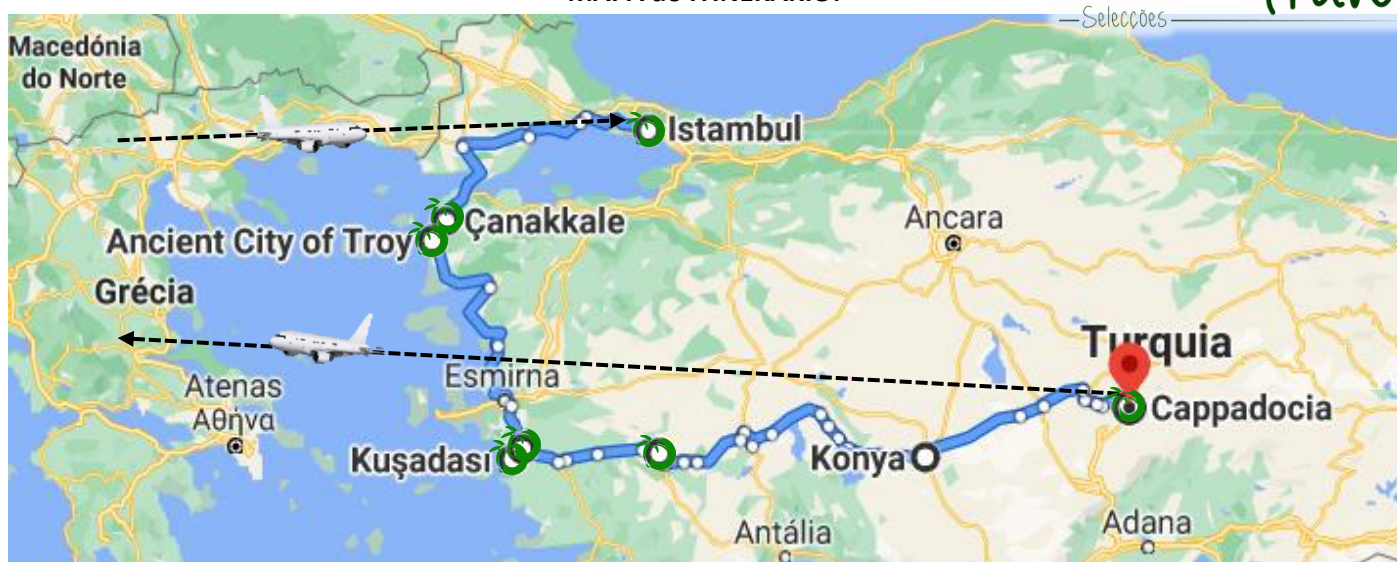 Selecções
Macedónia
do Norte
Istambul
Çanakkale
Ancara
Ancient City of Troy
Grécia
Turquia
Esmirna
Atenas
Αθήνα
Cappadocia
Kuşadası
Konya
Antália
Adana